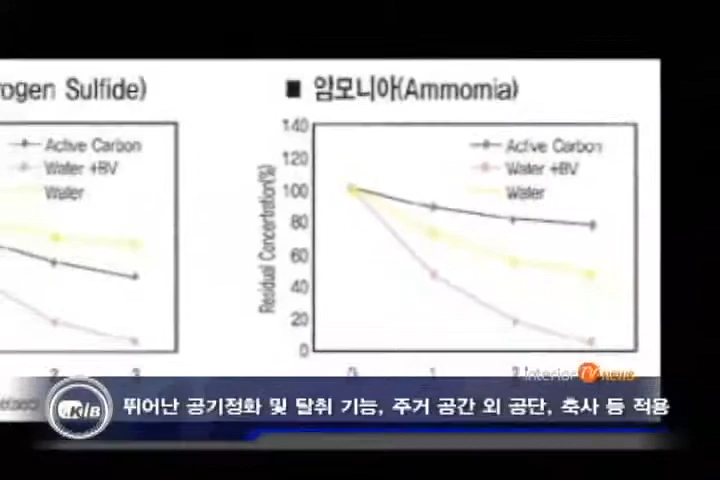 rogen Sulfide)
■ 암모니아(Ammomia)
Active Carbon
Water +BV
Water
140
120
100
80
60
40
20
0
Residual Concertration(%)
Active Carbon
Water +BV
Water
2
3
0
1
2
interior TV news
KIB
뛰어난 공기정화 및 탈취 기능, 주거 공간 외 공단, 축사 등 적용